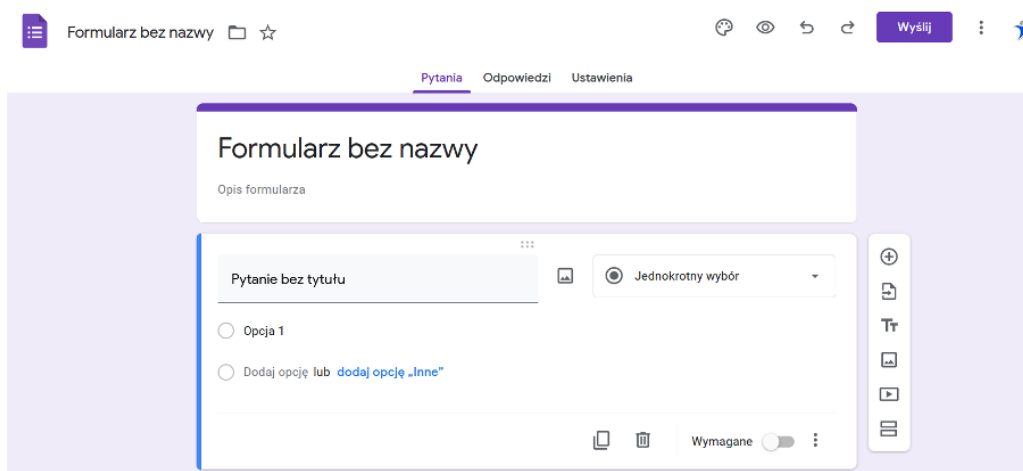 Formularz bez nazwy
Wyślij
Pytania Odpowiedzi Ustawienia
Formularz bez nazwy
Opis formularza
Pytanie bez tytułu
Jednokrotny wybór
Opcja 1
Dodaj opcję lub dodaj opcję „Inne”
Tт
Wymagane